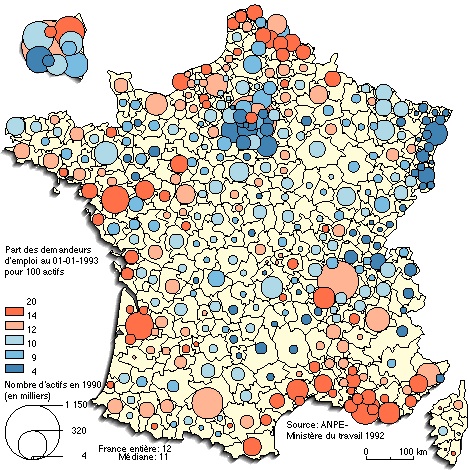 Part des demandeurs
d'emploi au 01-01-1993
pour 100 actifs
20
14
12
10
9
4
Nombre d'actifs en 1990
(en milliers)
1 150
320
4
France entière: 12
Médiane: 11
Source: ANPE-
Ministère du travail 1992
0 100 km